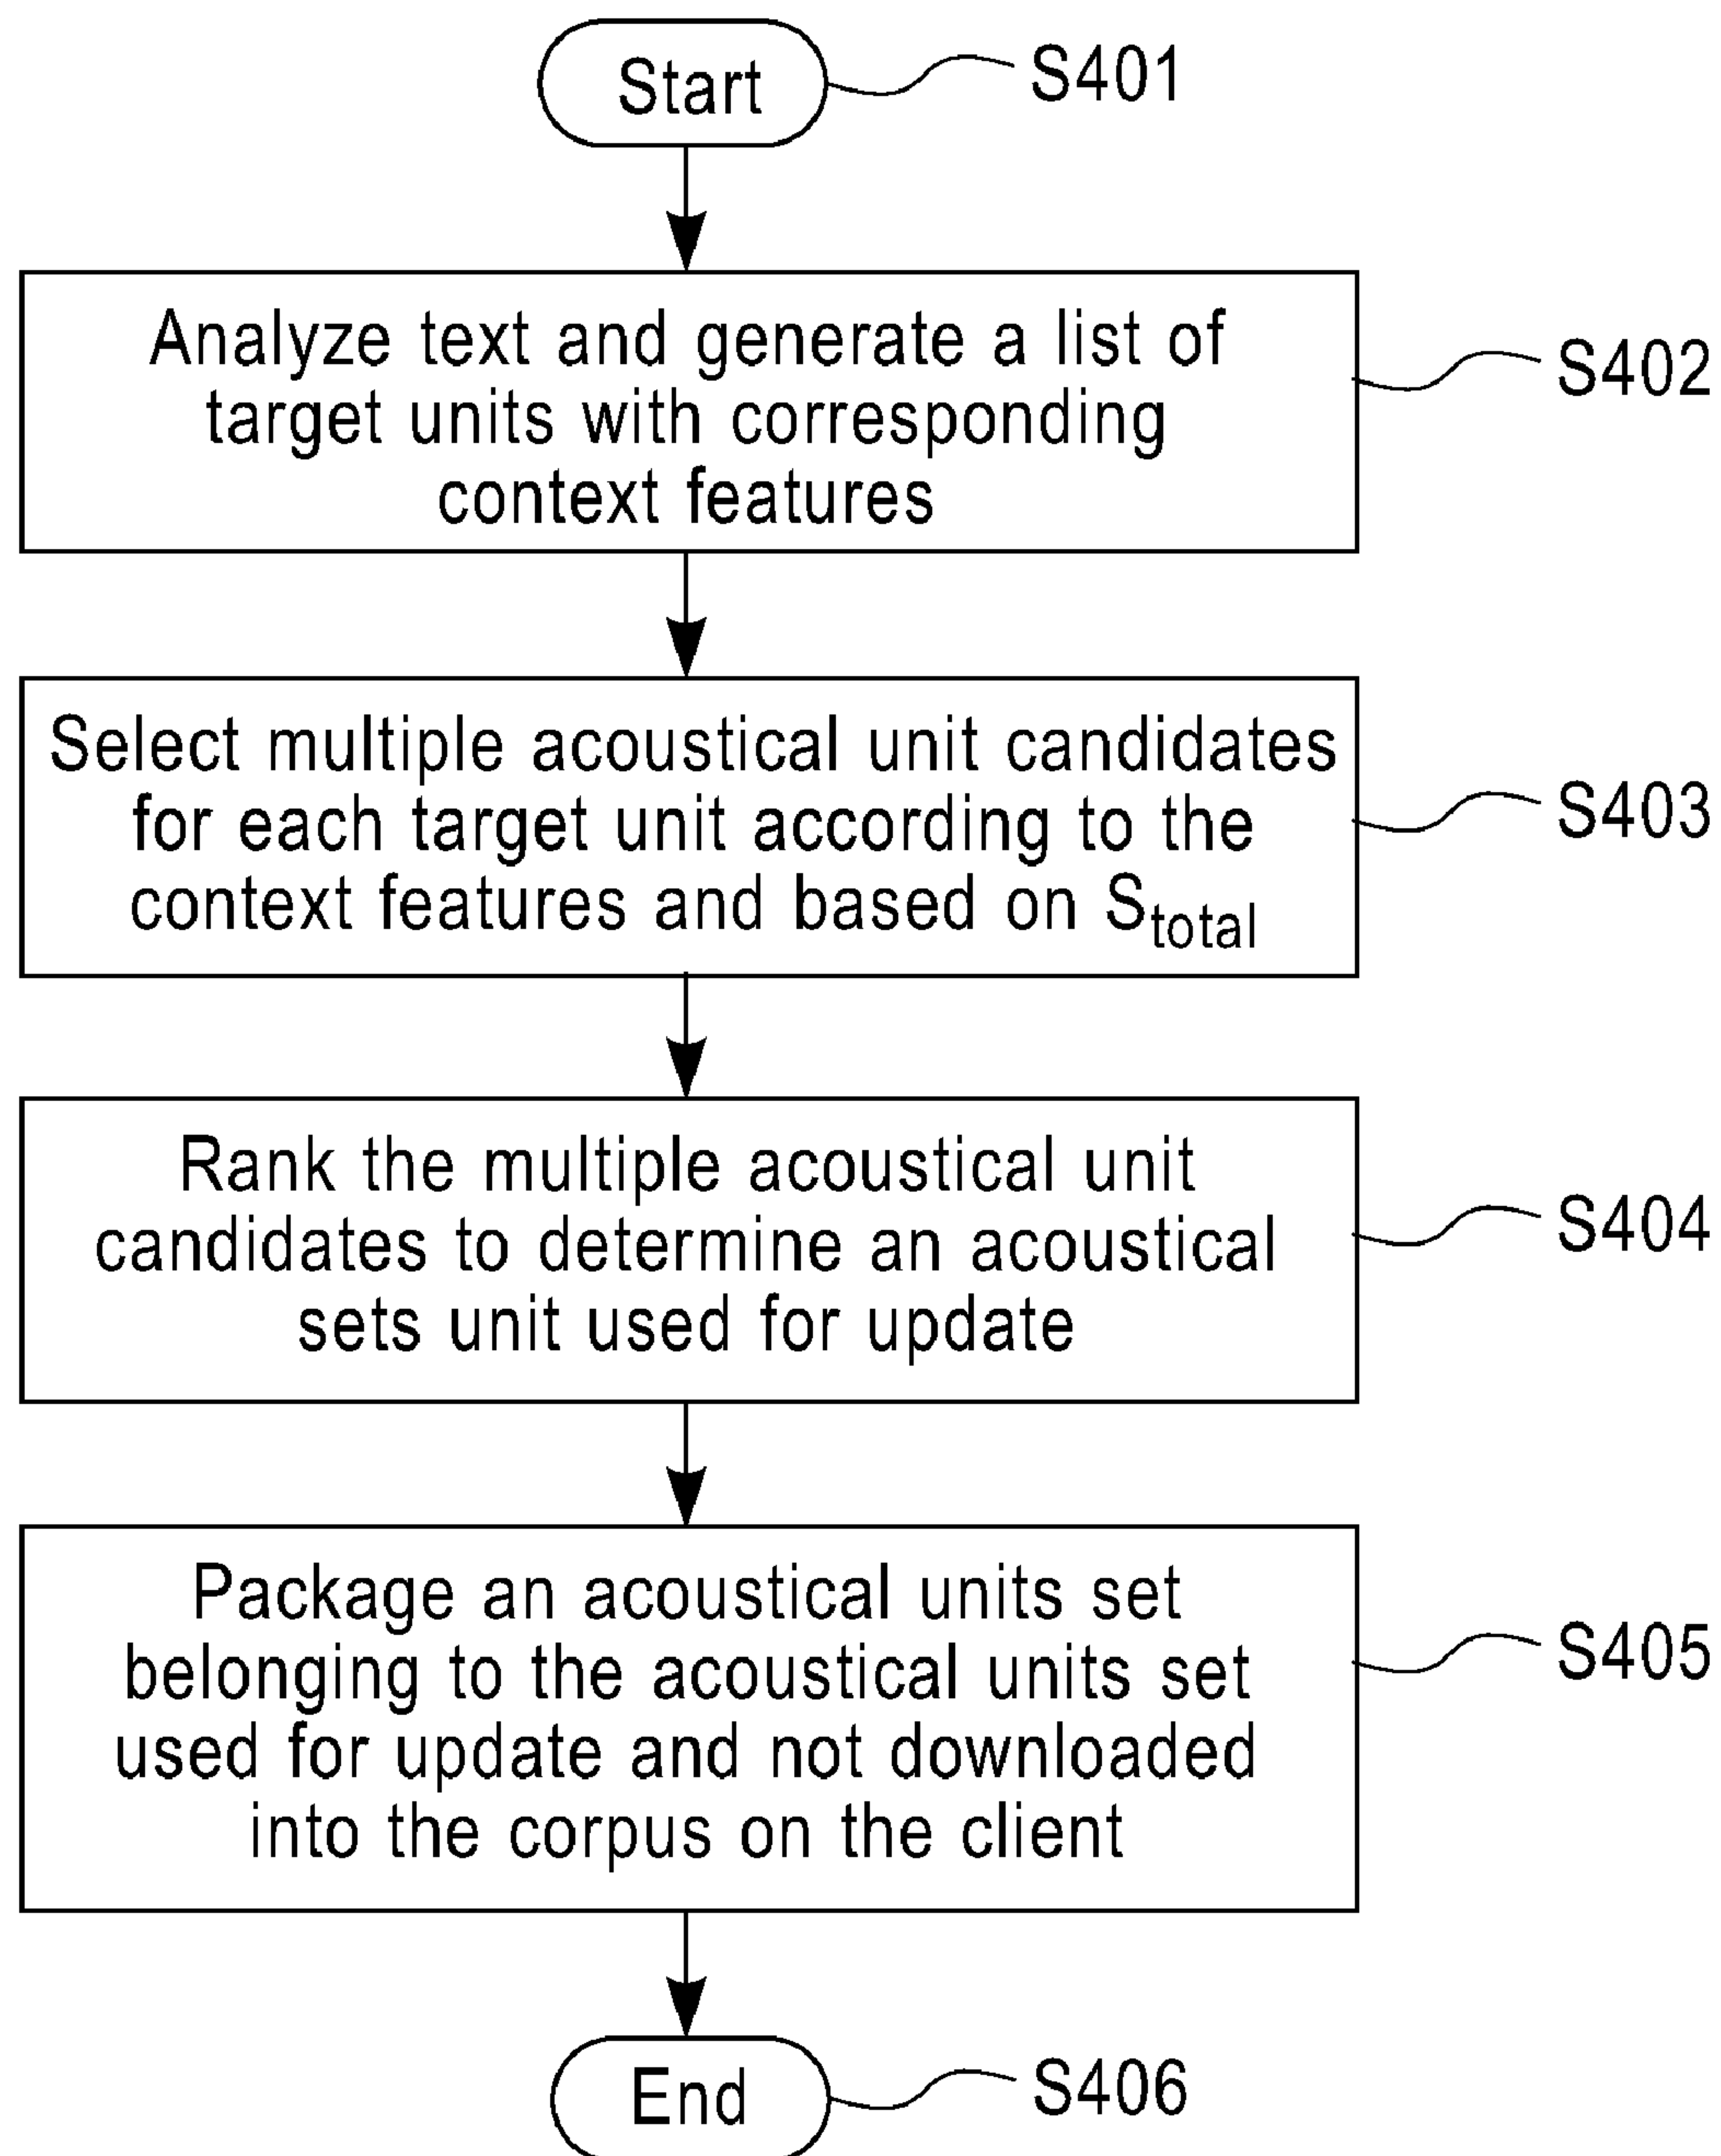 Start
S401
Analyze text and generate a list of
target units with corresponding
context features
S402
Select multiple acoustical unit candidates
for each target unit according to the
context features and based on Stotal
S403
Rank the multiple acoustical unit
candidates to determine an acoustical
sets unit used for update
S404
Package an acoustical units set
belonging to the acoustical units set
used for update and not downloaded
into the corpus on the client
S405
End
S406